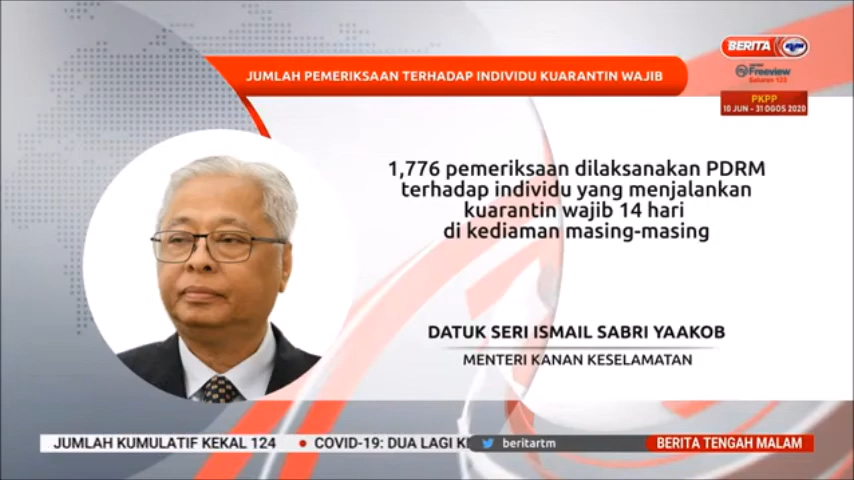 BERITA
Freeview
Saluran 123
PKPP
10 JUN - 31 OGOS 2020
JUMLAH PEMERIKSAAN TERHADAP INDIVIDU KUARANTIN WAJIB
1,776 pemeriksaan dilaksanakan PDRM
terhadap individu yang menjalankan
kuarantin wajib 14 hari
di kediaman masing-masing
DATUK SERI ISMAIL SABRI YAAKOB
MENTERI KANAN KESELAMATAN
JUMLAH KUMULATIF KEKAL 124 • COVID-19: DUA LAGI
beritartm
BERITA TENGAH MALAM